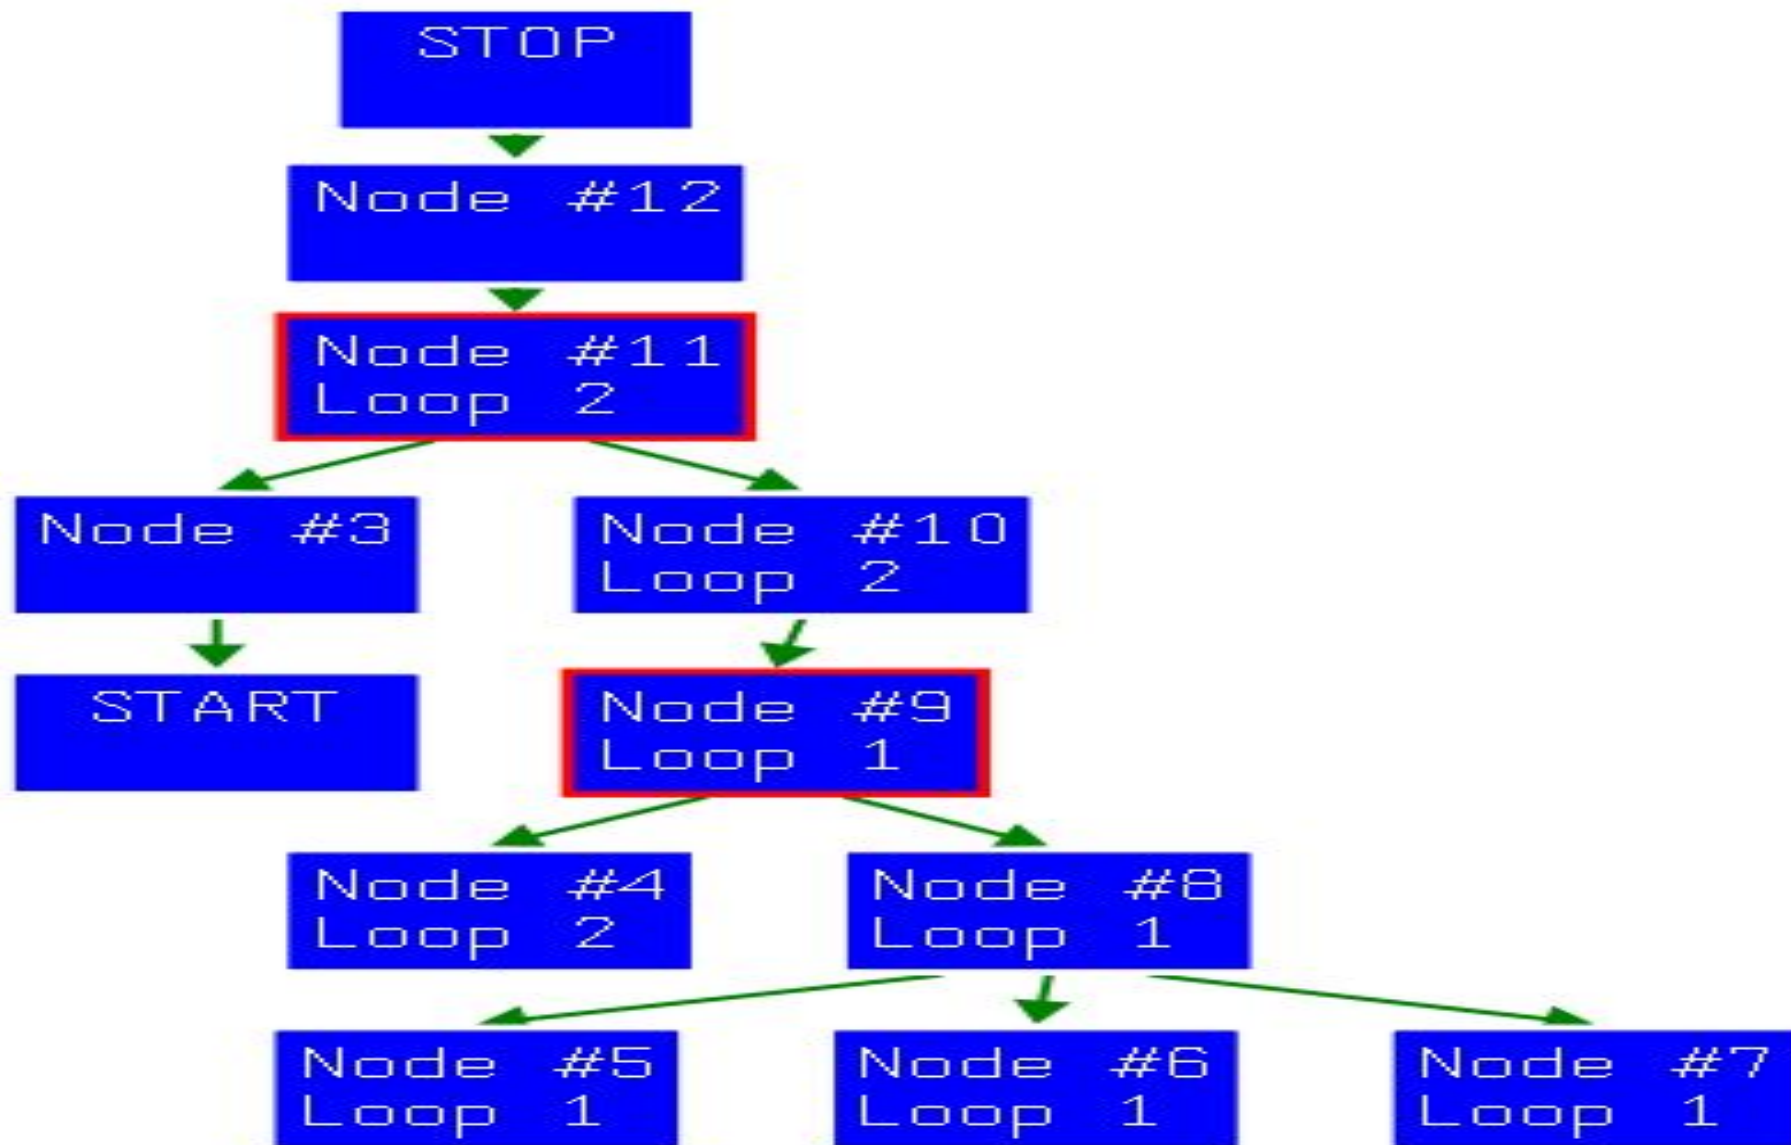 STOP
Node #12
Node #11
Loop 2
Node #3
Node #10
Loop 2
START
Node #9
Loop 1
Node #4
Loop 2
Node #8
Loop 1
Node #5
Loop 1
Node #6
Loop 1
Node #7
Loop 1